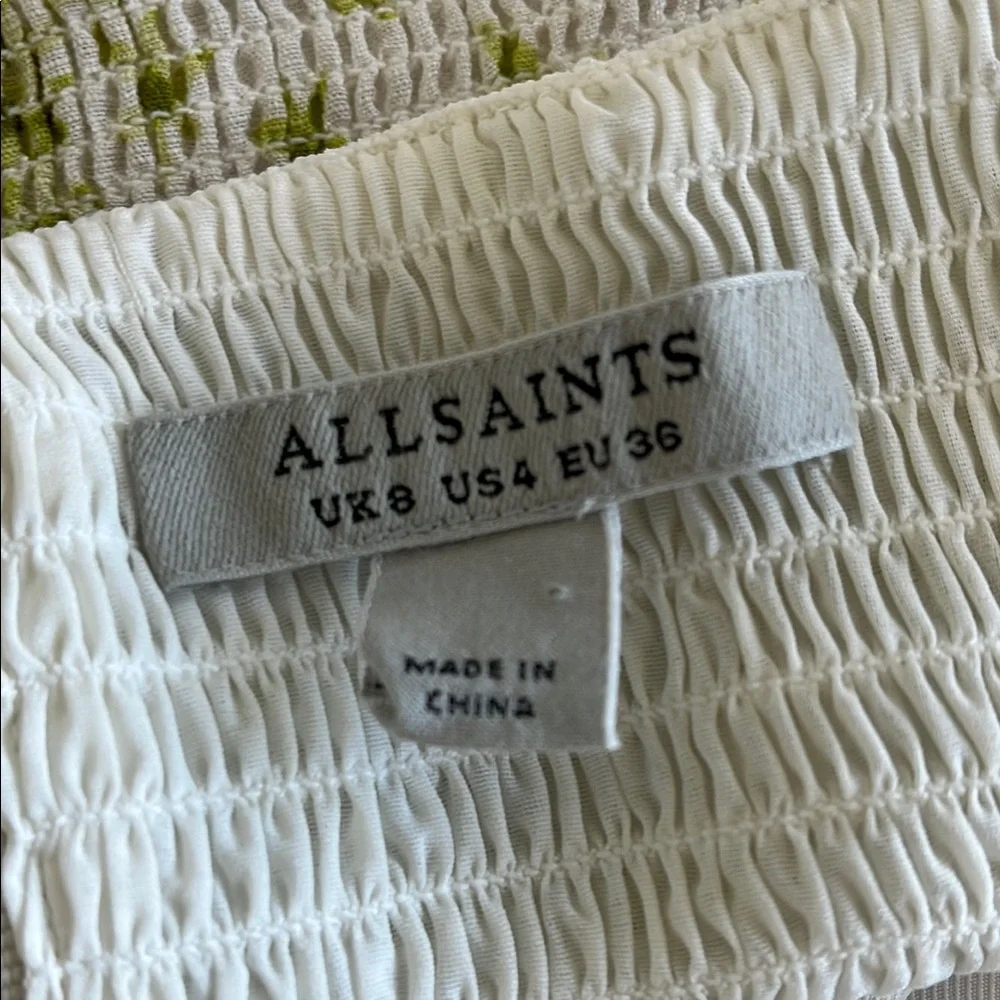 ALLSAINTS
UK8 US4 EU 36
MADE IN
CHINA